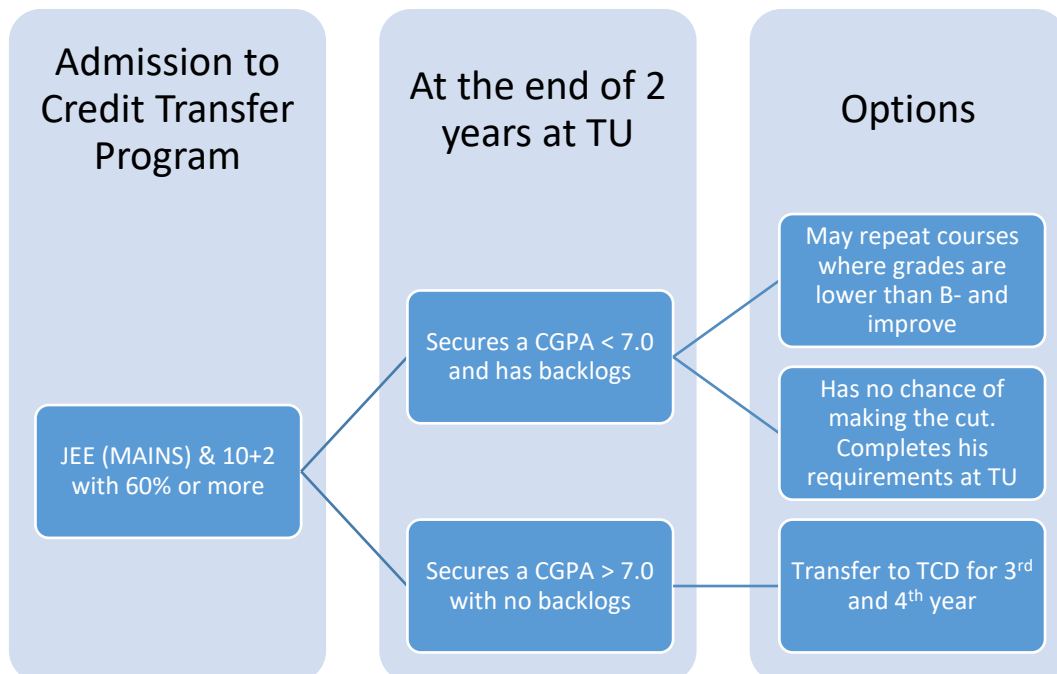 Admission to
Credit Transfer
Program
At the end of 2
years at TU
Options
JEE (MAINS) & 10+2
with 60% or more
Secures a CGPA < 7.0
and has backlogs
Secures a CGPA > 7.0
with no backlogs
May repeat courses
where grades are
lower than B- and
improve
Has no chance of
making the cut.
Completes his
requirements at TU
Transfer to TCD for 3rd
and 4th year